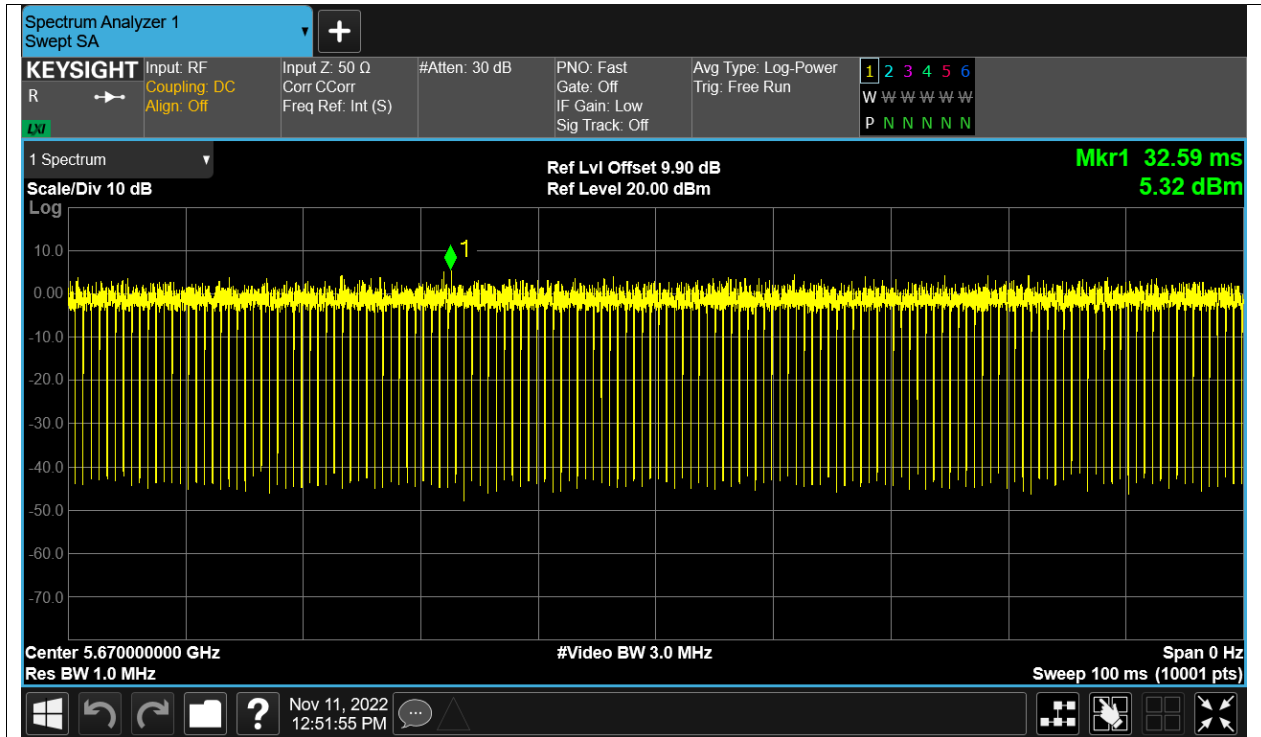 Spectrum Analyzer 1
Swept SA
+
KEYSIGHT Input: RF Input Z: 50 Ω #Atten: 30 dB PNO: Fast Avg Type: Log-Power 1 2 3 4 5 6
R Coupling: DC Corr CCorr Gate: Off Trig: Free Run W W W W W W
Align: Off Freq Ref: Int (S) IF Gain: Low P N N N N N
LXI Sig Track: Off
1 Spectrum Ref Lvl Offset 9.90 dB Mkr1 32.59 ms
Scale/Div 10 dB Ref Level 20.00 dBm 5.32 dBm
Log
1
10.0
0.00
-10.0
-20.0
-30.0
-40.0
-50.0
-60.0
-70.0
Center 5.670000000 GHz #Video BW 3.0 MHz Span 0 Hz
Res BW 1.0 MHz Sweep 100 ms (10001 pts)
? Nov 11, 2022
12:51:55 PM